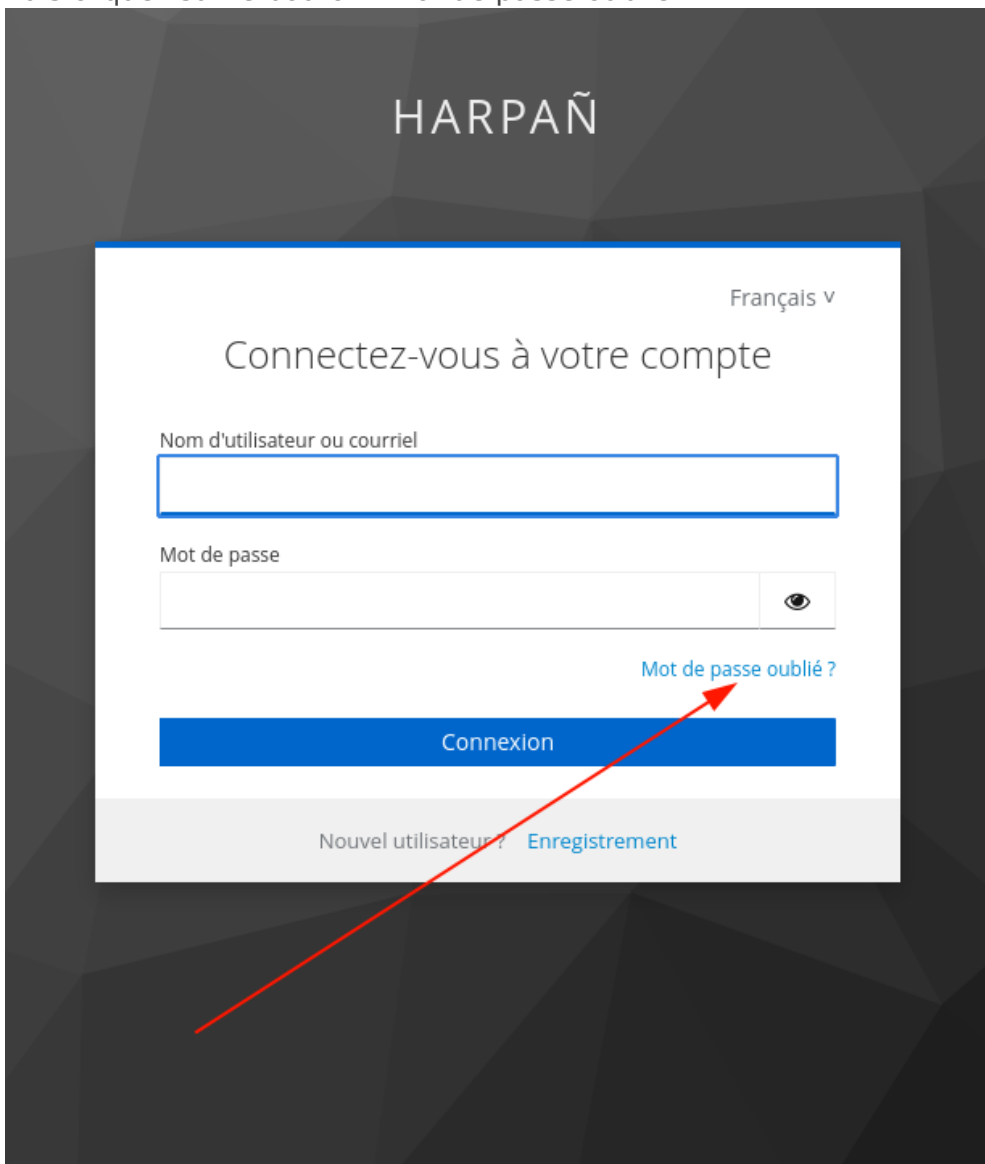 HARPAÑ
Français
Connectez-vous à votre compte
Nom d'utilisateur ou courriel
Mot de passe
Mot de passe oublié ?
Connexion
Nouvel utilisateur ? Enregistrement